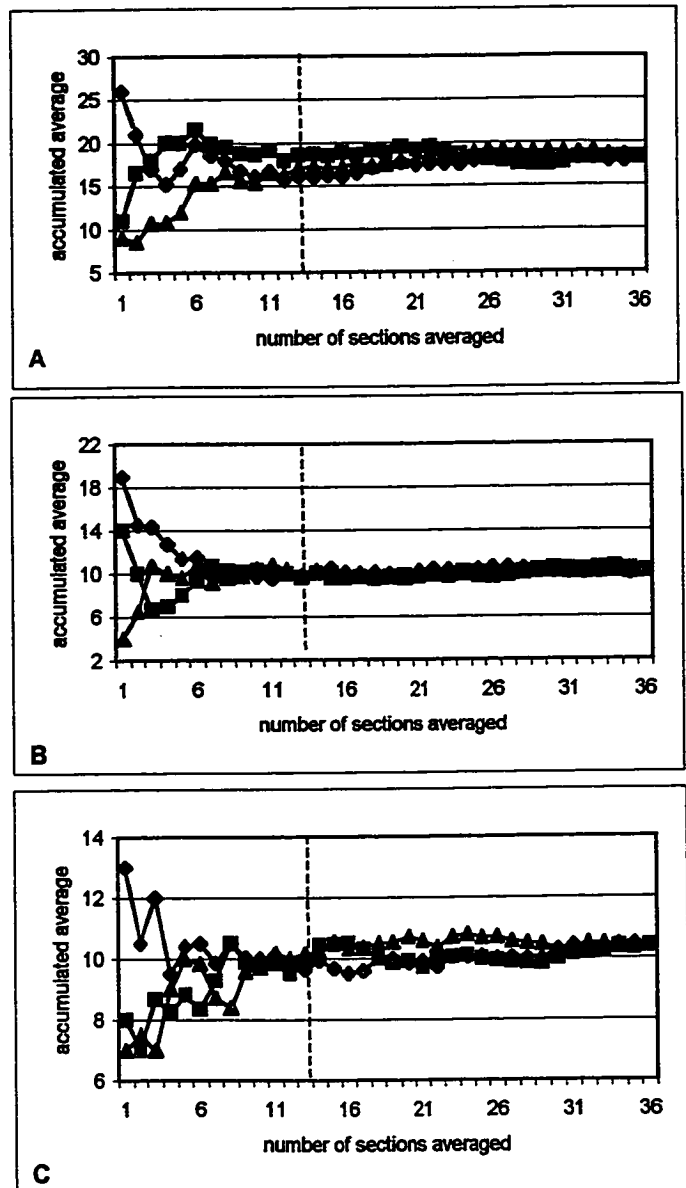 accumulated average
30
25
20
15
10
5
1 6 11 16 21 26 31 36
number of sections averaged
A
accumulated average
22
18
14
10
6
2
1 6 11 16 21 26 31 36
number of sections averaged
B
accumulated average
14
12
10
8
6
1 6 11 16 21 26 31 36
number of sections averaged
C